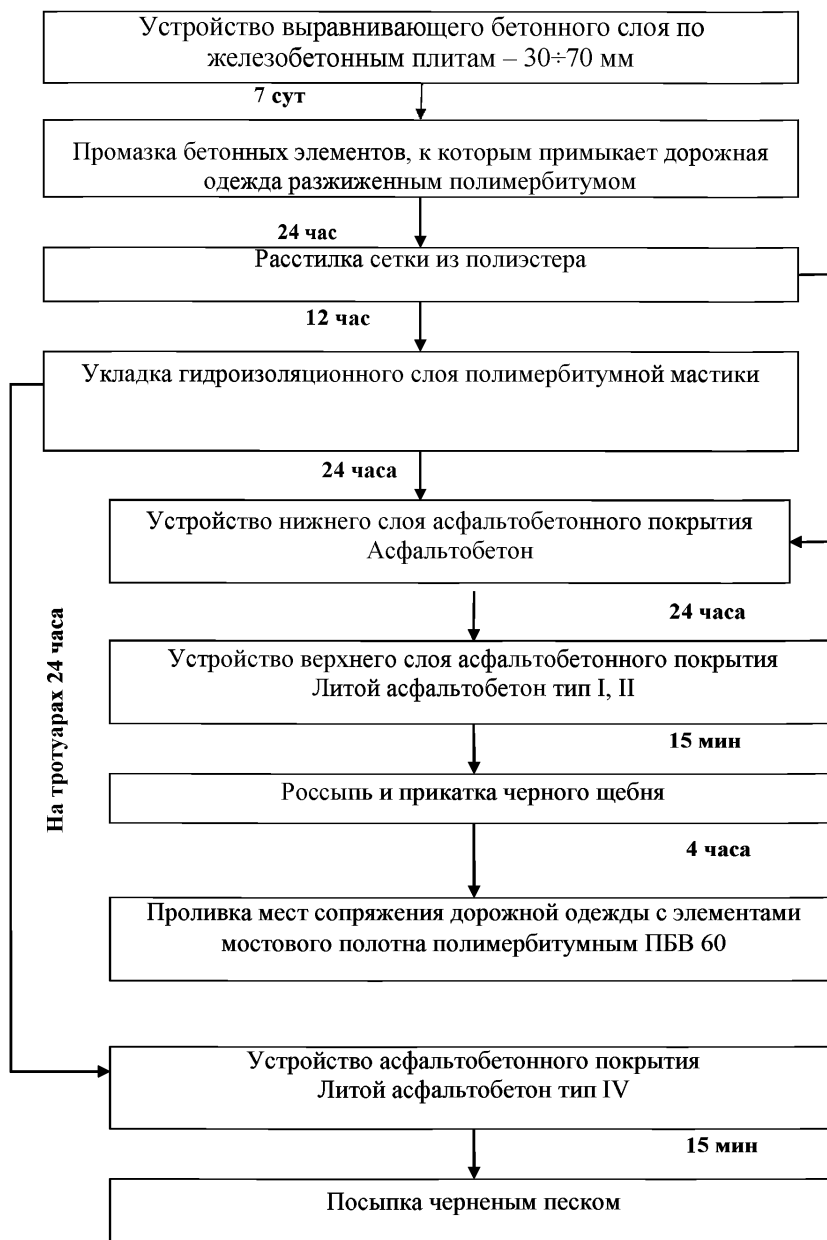 Устройство выравнивающего бетонного слоя по
железобетонным плитам – 30÷70 мм
7 сут
Промазка бетонных элементов, к которым примыкает дорожная
одежда разжиженным полимербитумом
24 час
Расстилка сетки из полиэстера
12 час
Укладка гидроизоляционного слоя полимербитумной мастики
24 часа
Устройство нижнего слоя асфальтобетонного покрытия
Асфальтобетон
24 часа
Устройство верхнего слоя асфальтобетонного покрытия
Литой асфальтобетон тип I, II
15 мин
Россыпь и прикатка черного щебня
4 часа
Проливка мест сопряжения дорожной одежды с элементами
мостового полотна полимербитумным ПБВ 60
На тротуарах 24 часа
Устройство асфальтобетонного покрытия
Литой асфальтобетон тип IV
15 мин
Посыпка черненым песком